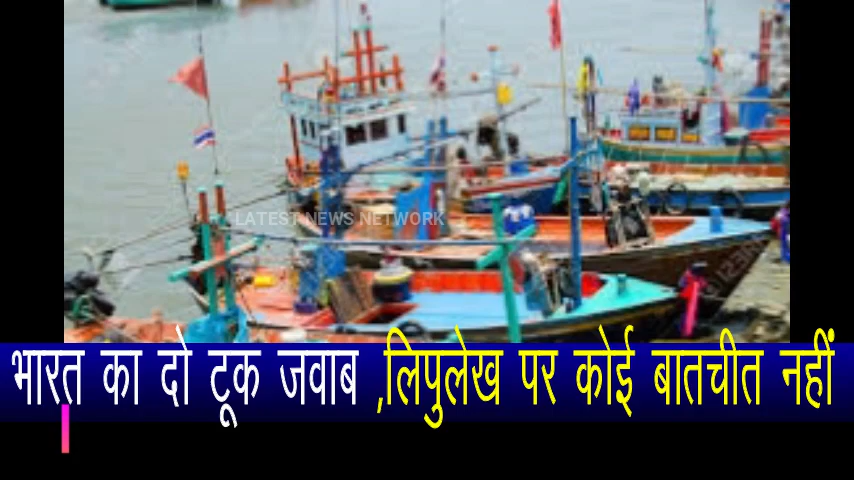 LATEST NEWS NETWORK
भारत का दो टूक जवाब ,लिपुलेख पर कोई बातचीत नहीं